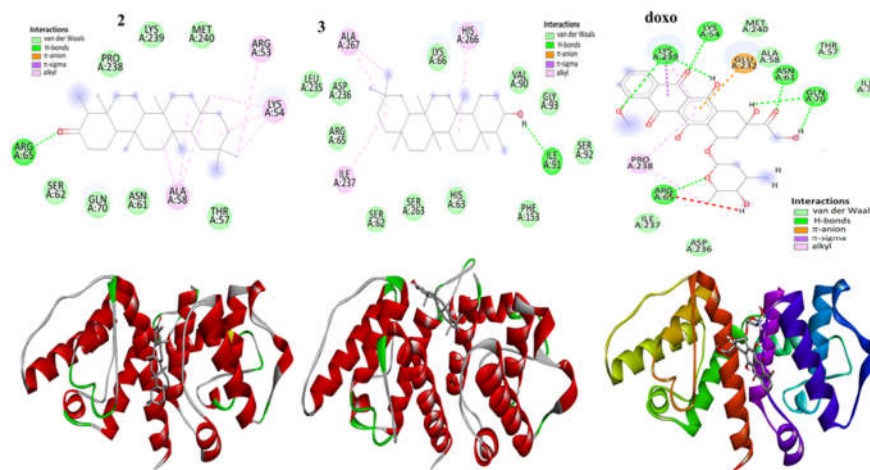 2
Interactions
van der Waals
H-bonds
π-anion
π-sigma
alkyl
PRO
A:238
LYS
A:239
MET
A:240
ARG
A:53
LYS
A:54
ARG
A:65
SER
A:62
GLN
A:70
ASN
A:61
ALA
A:58
THR
A:57
O
3
Interactions
van der Waals
H-bonds
π-anion
π-sigma
alkyl
ALA
A:267
LYS
A:66
HIS
A:266
LEU
A:235
ASP
A:236
VAL
A:90
GLY
A:93
ARG
A:65
SER
A:92
ILE
A:91
ILE
A:237
SER
A:62
SER
A:263
HIS
A:63
PHE
A:153
O
H
doxo
LYS
A:54
MET
A:240
LYS
A:239
GLU
A:232
ALA
A:58
THR
A:57
ASN
A:61
GLN
A:70
PRO
A:238
ARG
A:65
ILE
A:237
ASP
A:236
H
H
Interactions
van der Waals
H-bonds
π-anion
π-sigma
alkyl